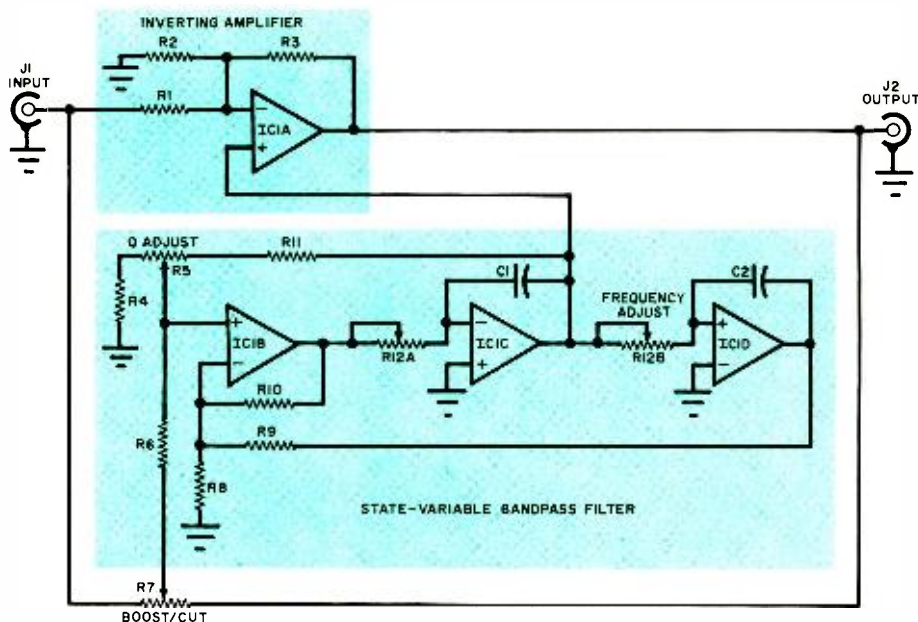 INVERTING AMPLIFIER
R2
R3
J1
INPUT
R1
−
IC1A
+
J2
OUTPUT
Q ADJUST
R11
R5
R4
C1
C2
FREQUENCY
ADJUST
+
IC1B
−
R12A
−
IC1C
+
R12B
+
IC1D
−
R10
R9
R6
R8
STATE-VARIABLE BANDPASS FILTER
R7
BOOST/CUT